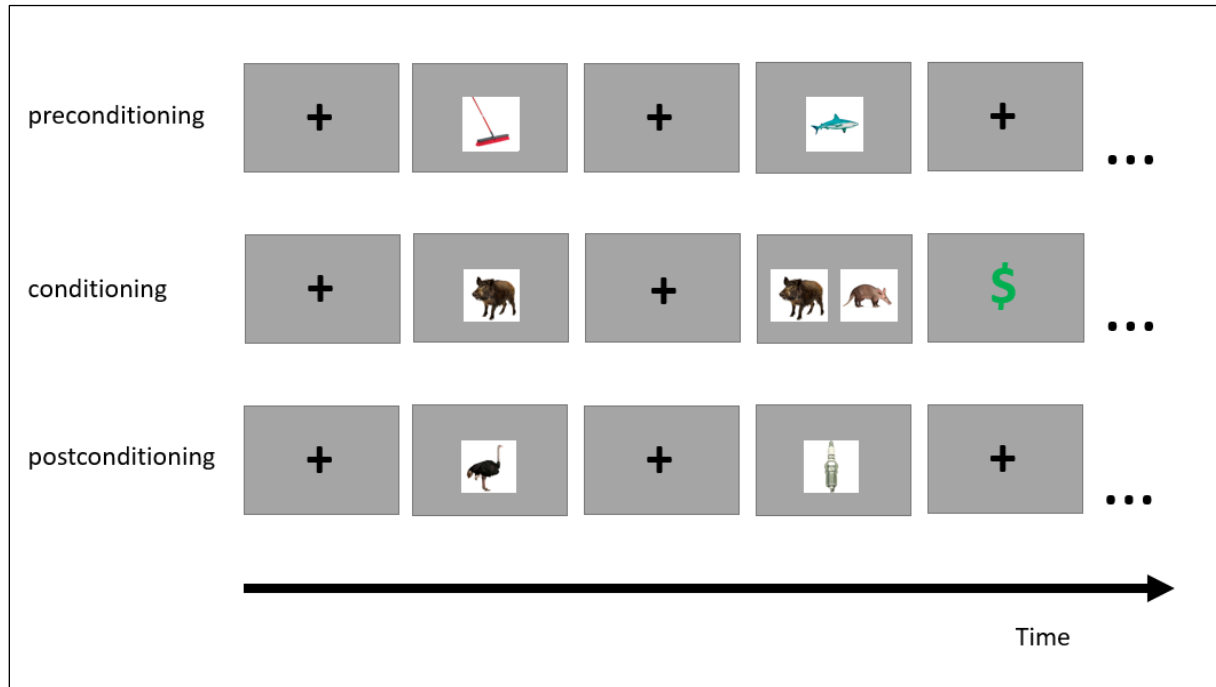 preconditioning + + + ...
conditioning + + $ ...
postconditioning + + + ...
Time